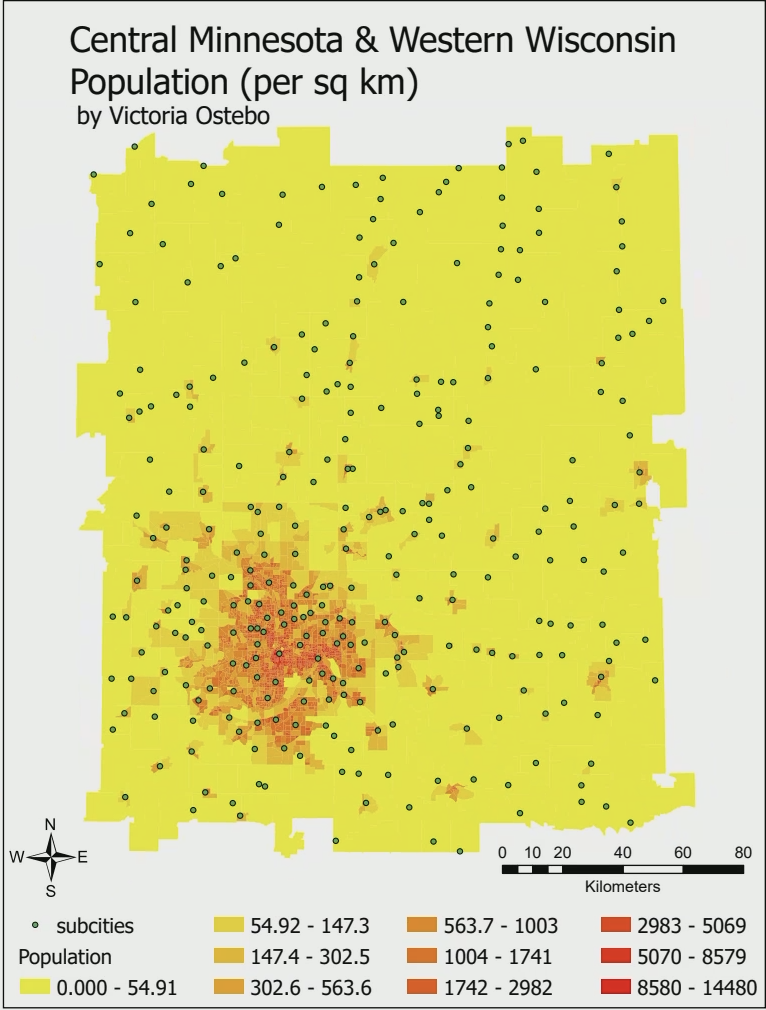 Central Minnesota & Western Wisconsin
Population (per sq km)
by Victoria Ostebo
N
W E
S
0 10 20 40 60 80
Kilometers
subcities
Population
0.000 - 54.91
54.92 - 147.3
147.4 - 302.5
302.6 - 563.6
563.7 - 1003
1004 - 1741
1742 - 2982
2983 - 5069
5070 - 8579
8580 - 14480